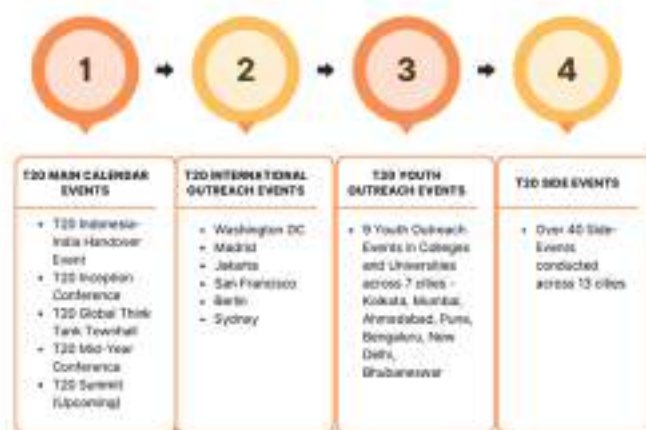 1
2
3
4
T20 MAIN CALENDAR
EVENTS
• T20 Indonesia-
India Handover
Event
• T20 Inception
Conference
• T20 Global Think
Tank Townhall
• T20 Mid-Year
Conference
• T20 Summit
(Upcoming)
T20 INTERNATIONAL
OUTREACH EVENTS
• Washington DC
• Madrid
• Jakarta
• San Francisco
• Berlin
• Sydney
T20 YOUTH
OUTREACH EVENTS
• 9 Youth Outreach
Events in Colleges
and Universities
across 7 cities -
Kolkata, Mumbai,
Ahmedabad, Pune,
Bengaluru, New
Delhi,
Bhubaneswar
T20 SIDE EVENTS
• Over 40 Side-
Events
conducted
across 13 cities